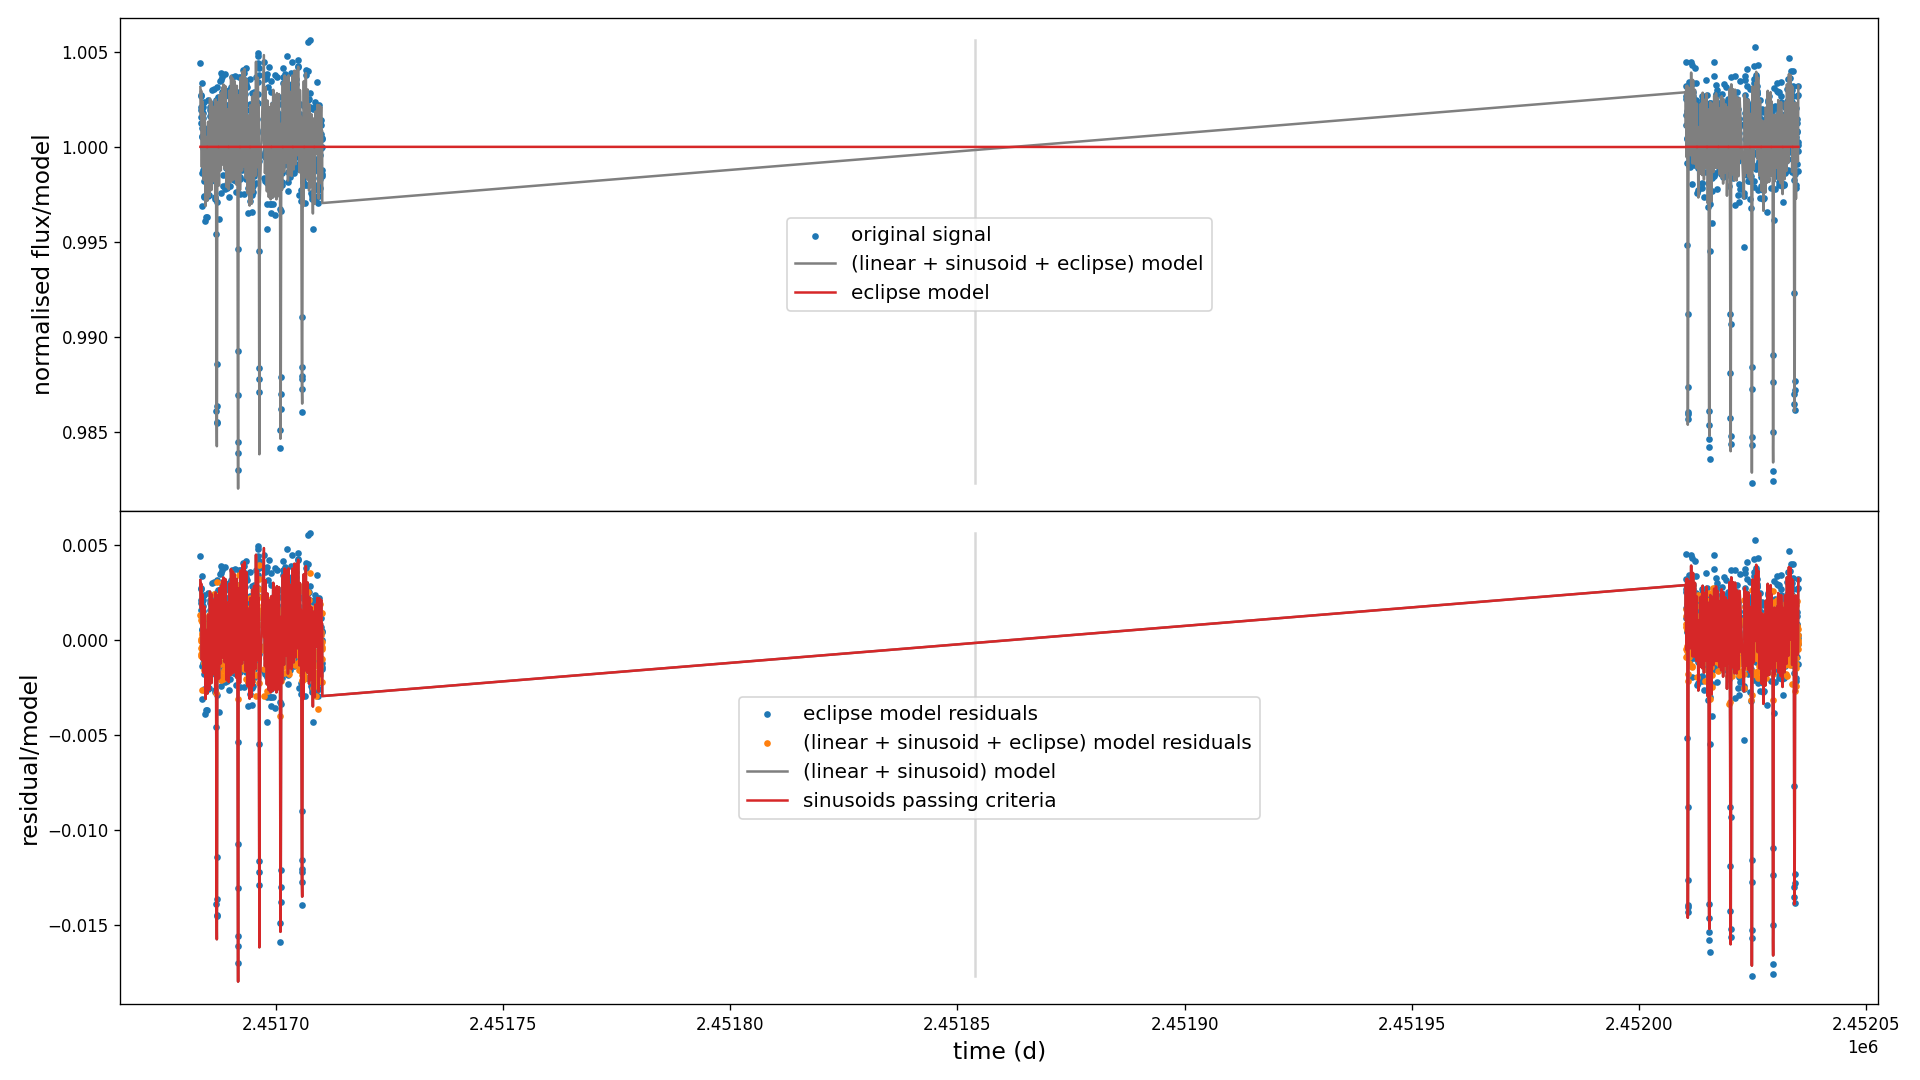 1.005
1.000
0.995
0.990
0.985
normalised flux/model
original signal
(linear + sinusoid + eclipse) model
eclipse model
0.005
0.000
−0.005
−0.010
−0.015
residual/model
eclipse model residuals
(linear + sinusoid + eclipse) model residuals
(linear + sinusoid) model
sinusoids passing criteria
2.45170 2.45175 2.45180 2.45185 2.45190 2.45195 2.45200 2.45205
time (d)
1e6